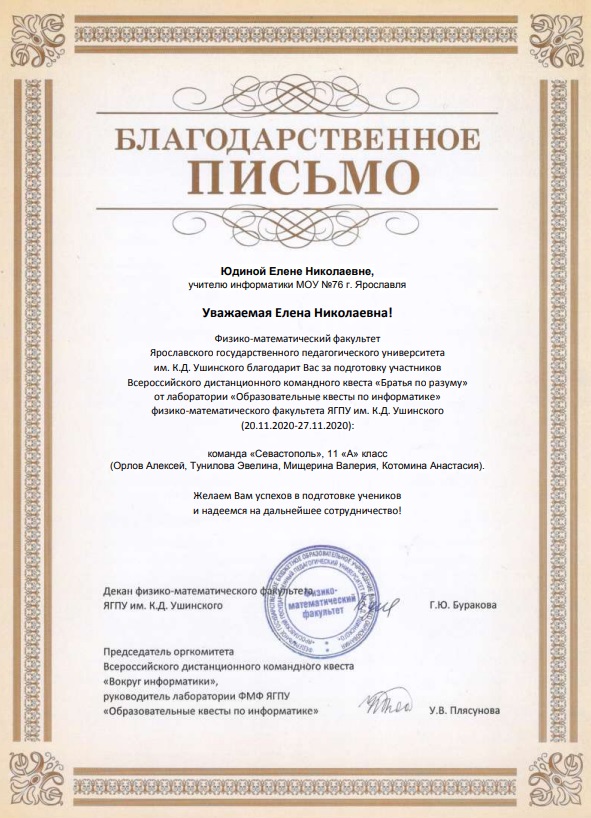 БЛАГОДАРСТВЕННОЕ
ПИСЬМО
Юдиной Елене Николаевне,
учителю информатики МОУ №76 г. Ярославля
Уважаемая Елена Николаевна!
Физико-математический факультет
Ярославского государственного педагогического университета
им. К.Д. Ушинского благодарит Вас за подготовку участников
Всероссийского дистанционного командного квеста «Братья по разуму»
от лаборатории «Образовательные квесты по информатике»
физико-математического факультета ЯГПУ им. К.Д. Ушинского
(20.11.2020-27.11.2020):
команда «Севастополь», 11 «А» класс
(Орлов Алексей, Тунилова Эвелина, Мищерина Валерия, Котомина Анастасия).
Желаем Вам успехов в подготовке учеников
и надеемся на дальнейшее сотрудничество!
Декан физико-математического факультета
ЯГПУ им. К.Д. Ушинского
Г.Ю. Буракова
Физико-
математический
факультет
Председатель оргкомитета
Всероссийского дистанционного командного квеста
«Вокруг информатики»,
руководитель лаборатории ФМФ ЯГПУ
«Образовательные квесты по информатике»
У.В. Плясунова